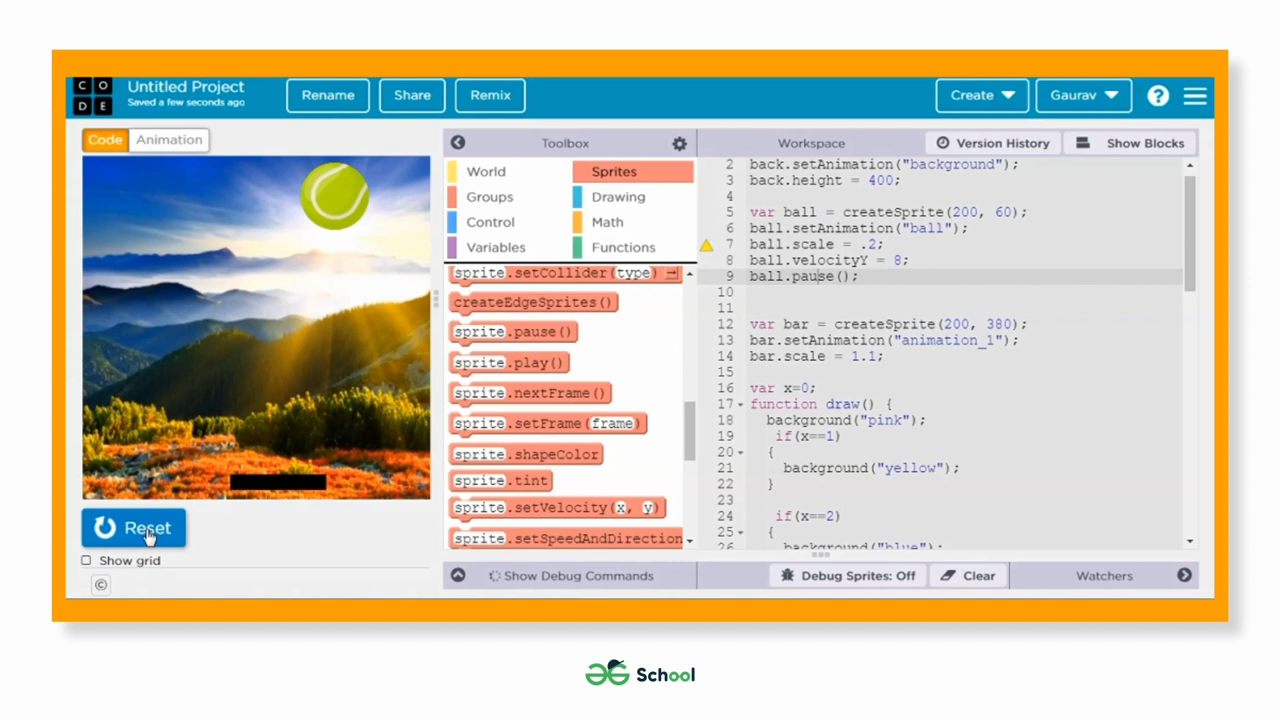 CO
DE
Untitled Project
Saved a few seconds ago
Rename
Share
Remix
Create
Gaurav
?
Code
Animation
Toolbox
Workspace
Version History
Show Blocks
World
Sprites
Groups
Drawing
Control
Math
Variables
Functions
sprite.setCollider(type)
createEdgeSprites()
sprite.pause()
sprite.play()
sprite.nextFrame()
sprite.setFrame(frame)
sprite.shapeColor
sprite.tint
sprite.setVelocity(x, y)
sprite.setSpeedAndDirection
2 back.setAnimation("background");
3 back.height = 400;
4
5 var ball = createSprite(200, 60);
6 ball.setAnimation("ball");
7 ball.scale = .2;
8 ball.velocityY = 8;
9 ball.pause();
10
11
12 var bar = createSprite(200, 380);
13 bar.setAnimation("animation_1");
14 bar.scale = 1.1;
15
16 var x=0;
17 function draw() {
18 background("pink");
19 if(x==1)
20 {
21 background("yellow");
22 }
23
24 if(x==2)
25 {
26 background("blue");
Reset
Show grid
©
Show Debug Commands
Debug Sprites: Off
Clear
Watchers
School